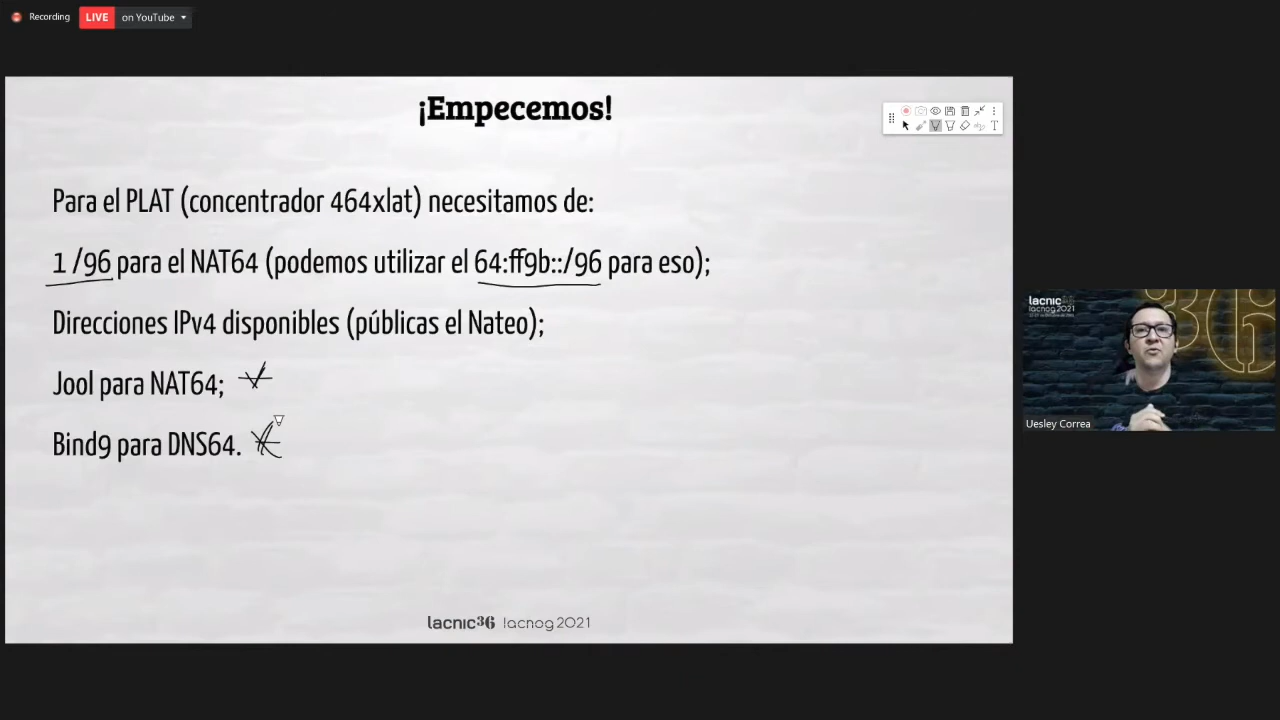 Recording
LIVE on YouTube
¡Empecemos!
Para el PLAT (concentrador 464xlat) necesitamos de:
1 /96 para el NAT64 (podemos utilizar el 64:ff9b::/96 para eso);
Direcciones IPv4 disponibles (públicas el Nateo);
Jool para NAT64;
Bind9 para DNS64.
lacnic36 lacnog 2021
lacnic36
lacnog2021
Uesley Correa